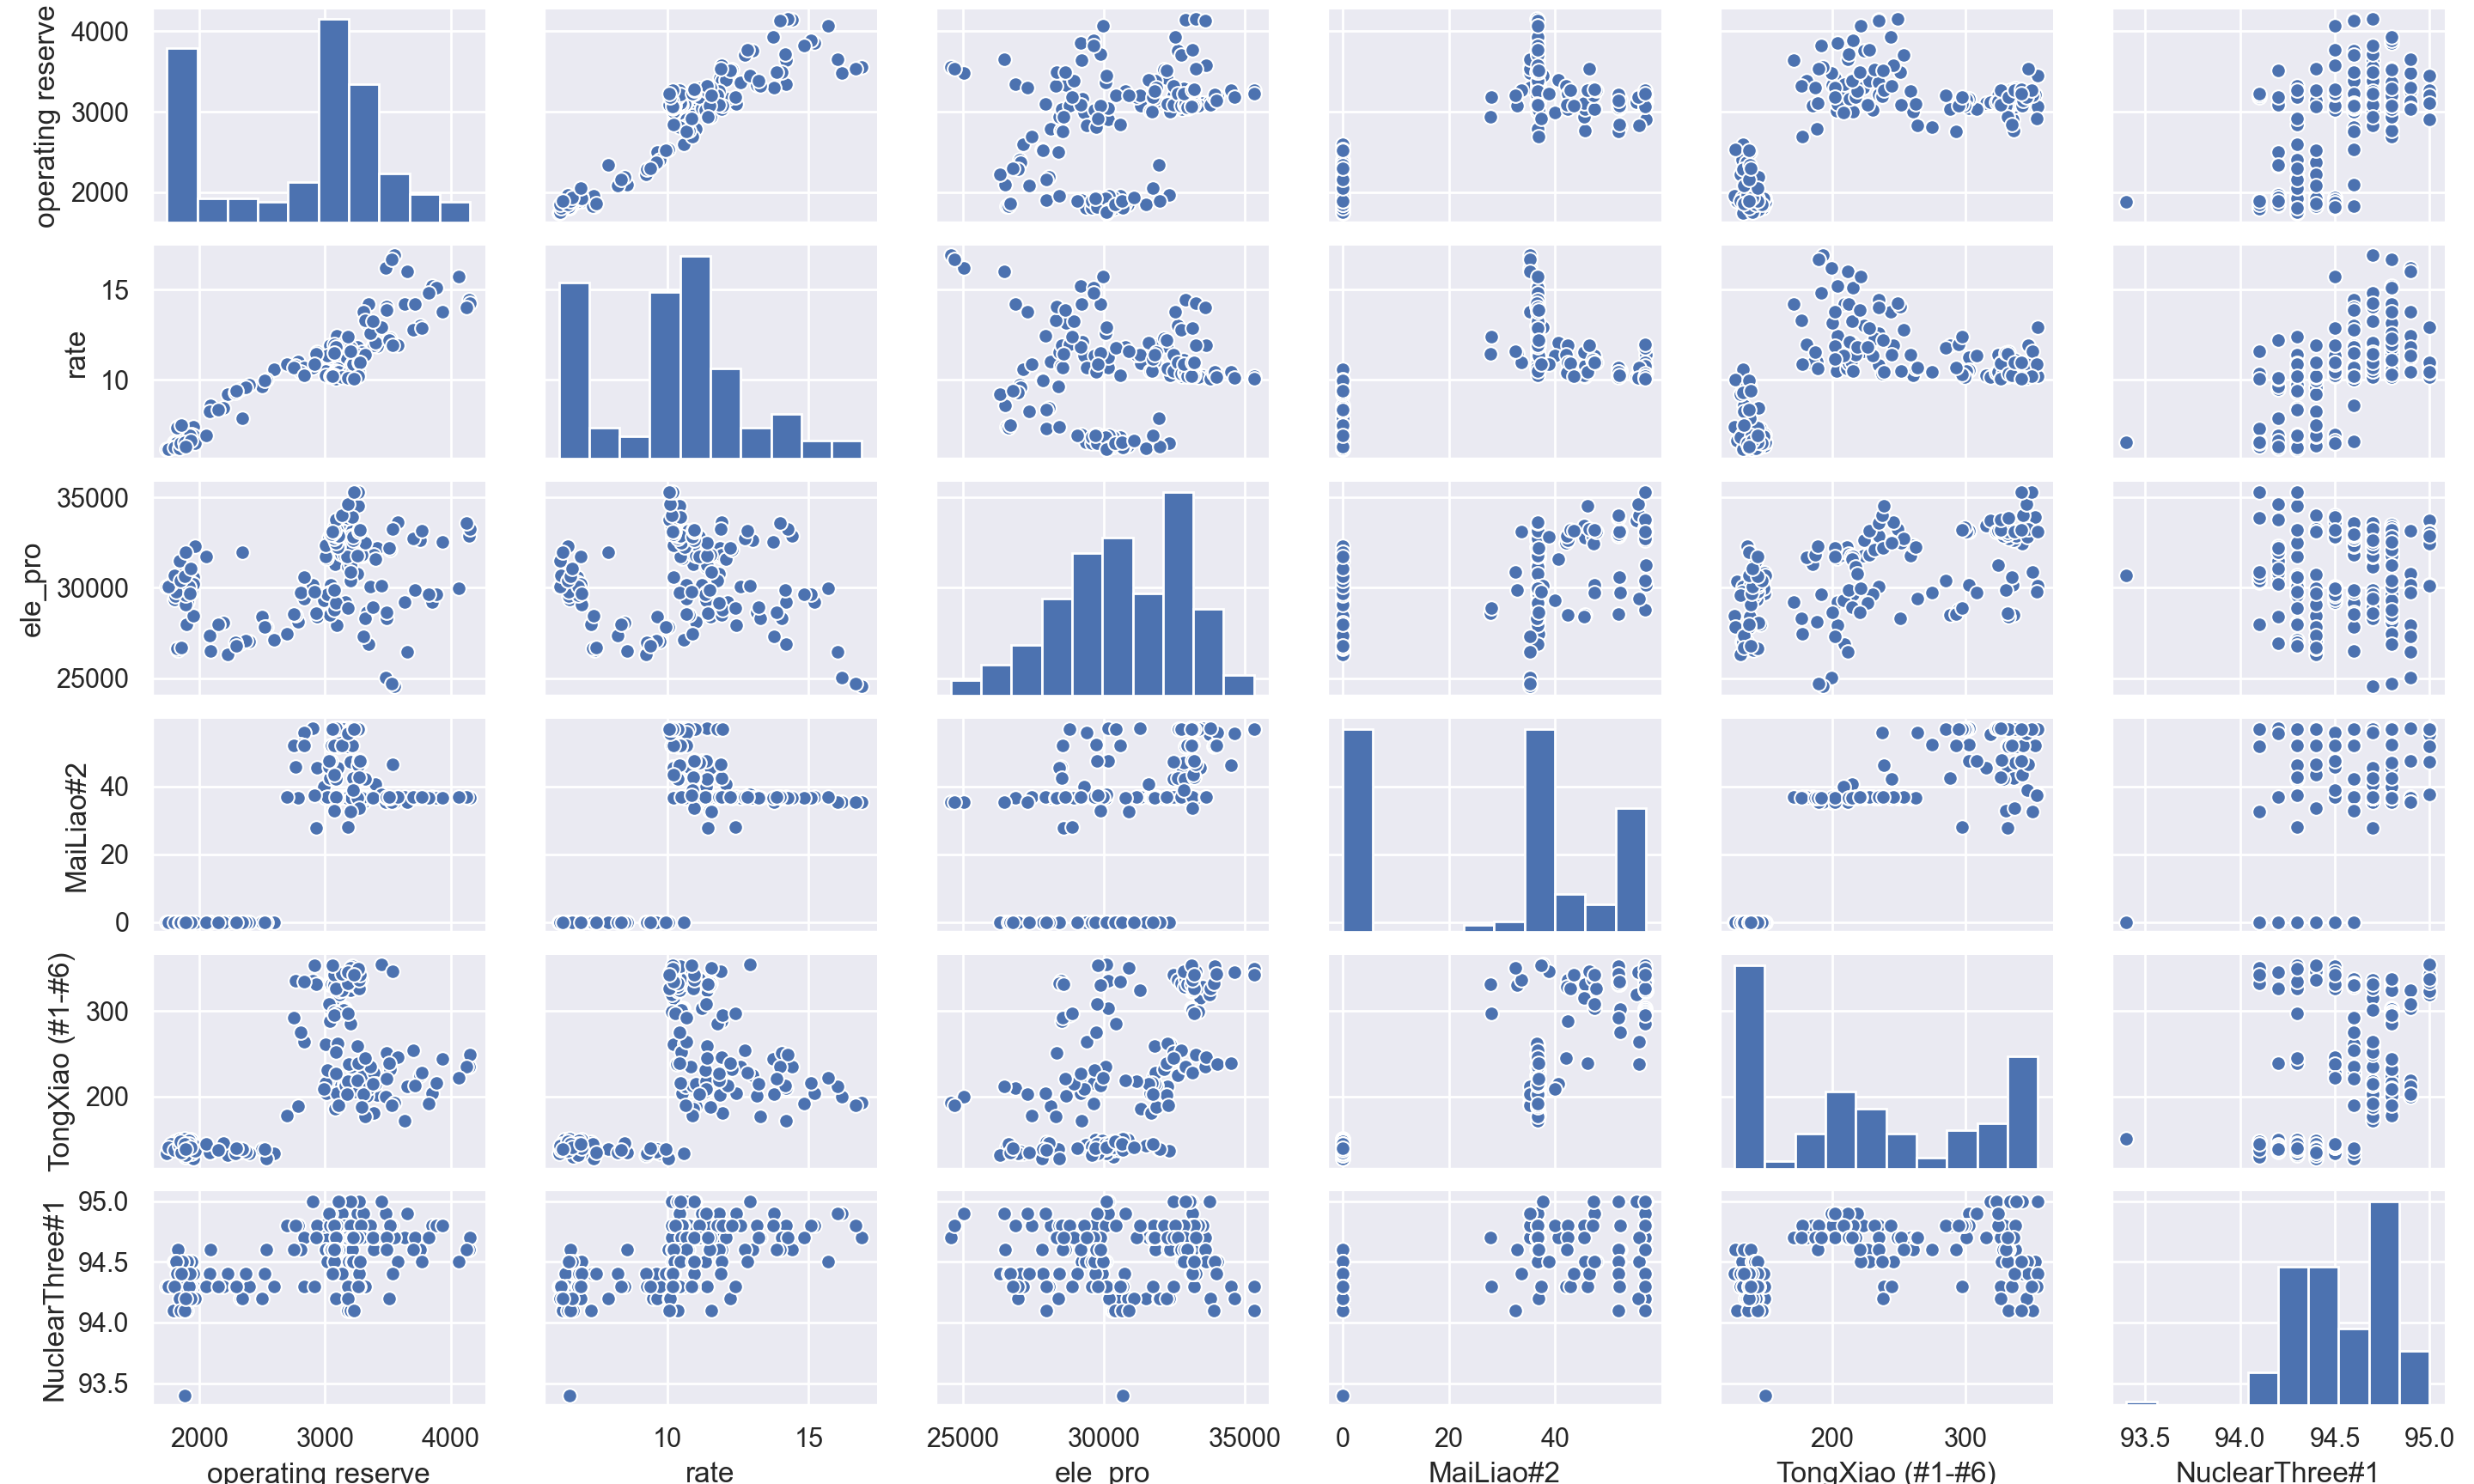 operating reserve
4000
3000
2000
rate
15
10
ele_pro
35000
30000
25000
MaiLiao#2
40
20
0
TongXiao (#1-#6)
300
200
NuclearThree#1
95.0
94.5
94.0
93.5
2000 3000 4000 10 15 25000 30000 35000 0 20 40 200 300 93.5 94.0 94.5 95.0
operating reserve rate ele_pro MaiLiao#2 TongXiao (#1-#6) NuclearThree#1